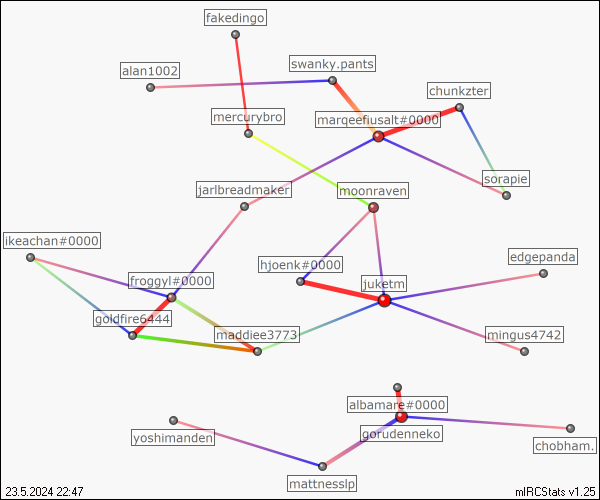 fakedingo
swanky.pants
alan1002
chunkzter
mercurybro
marqeefiusalt#0000
sorapie
jarlbreadmaker
moonraven
ikeachan#0000
edgepanda
hjoenk#0000
froggyl#0000
juketm
goldfire6444
maddiee3773
mingus4742
albamare#0000
gorudenneko
yoshimanden
chobham.
mattnesslp
23.5.2024 22:47
mIRCStats v1.25